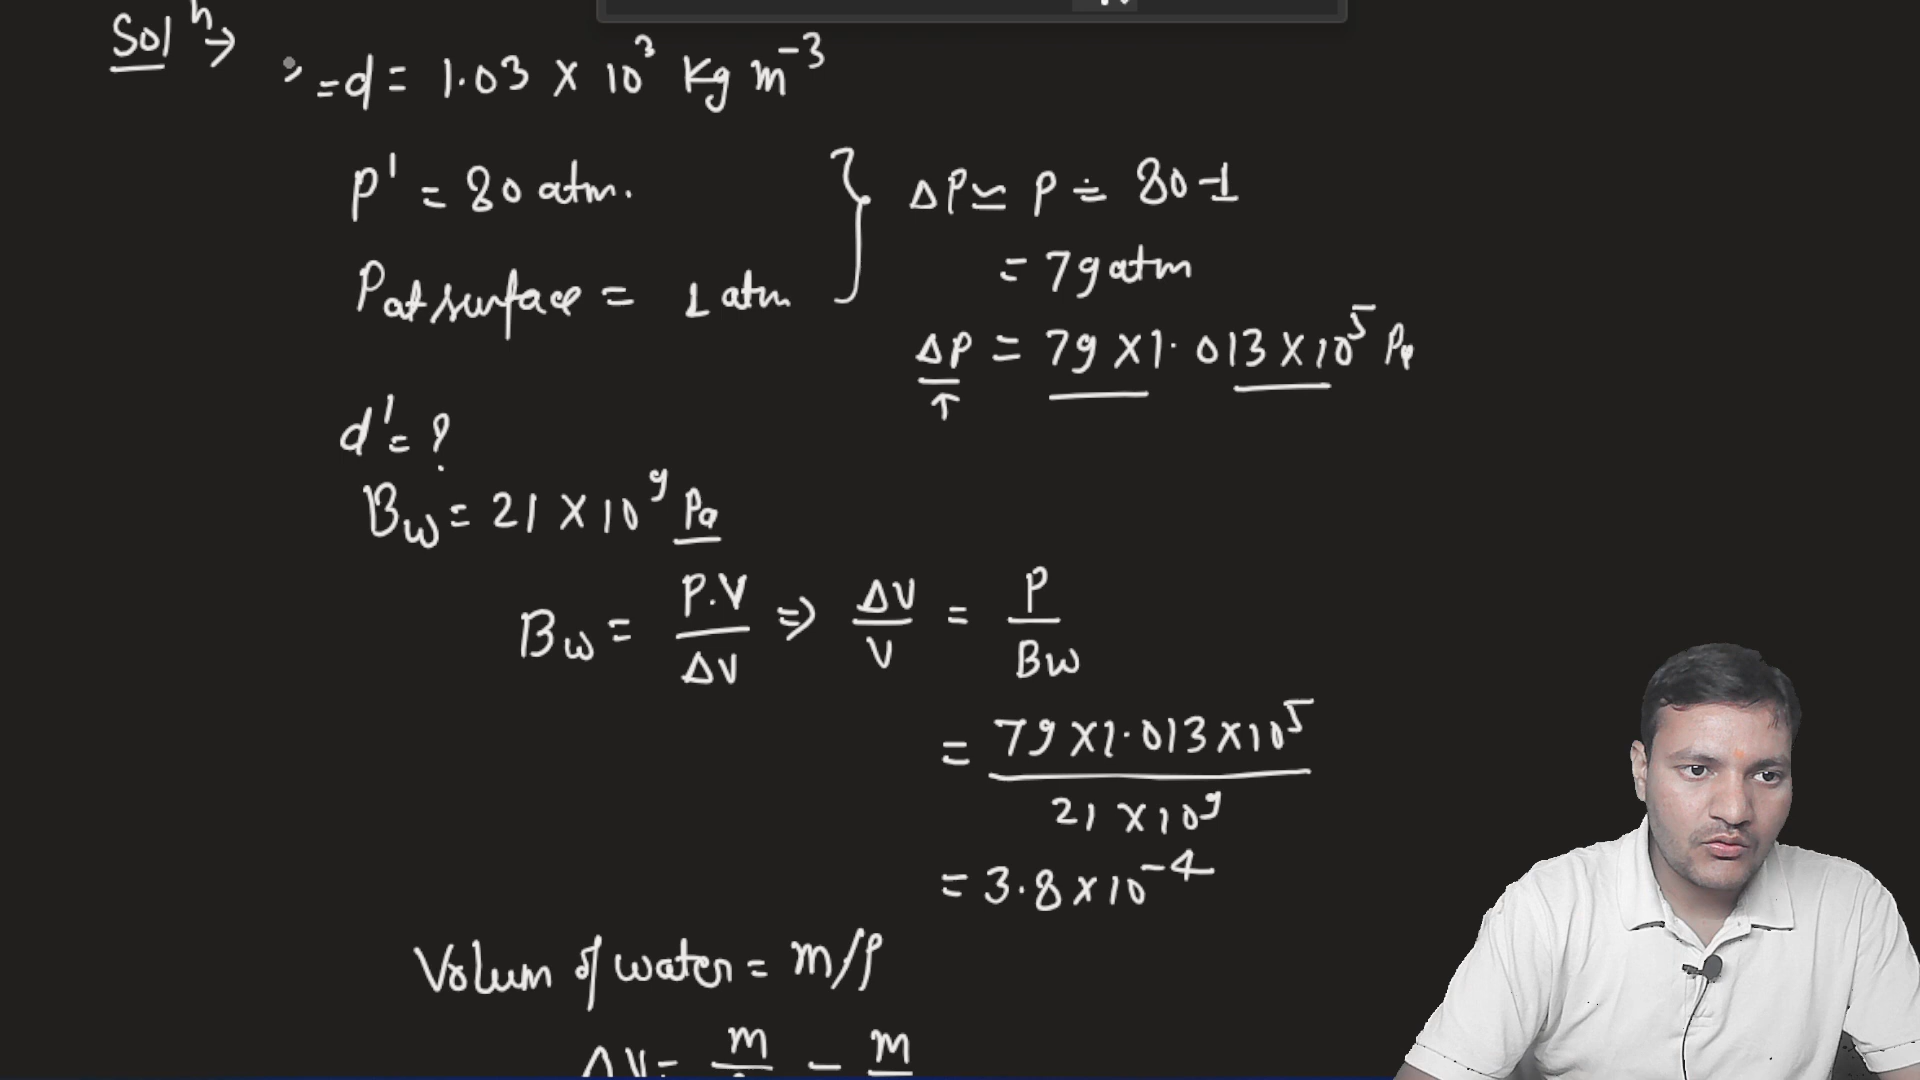 Solⁿ →
= d = 1.03 × 10³ Kg m⁻³
P' = 80 atm.
P at surface = 1 atm
ΔP ≃ P = 80-1
= 79 atm
ΔP = 79 × 1.013 × 10⁵ Pa
d' = ?
Bw = 21 × 10⁹ Pa
Bw = P.V/ΔV ⇒ ΔV/V = P/Bw
= 79 × 1.013 × 10⁵ / 21 × 10⁹
= 3.8 × 10⁻⁴
Volum of water = m/ρ
ΔV = m - m